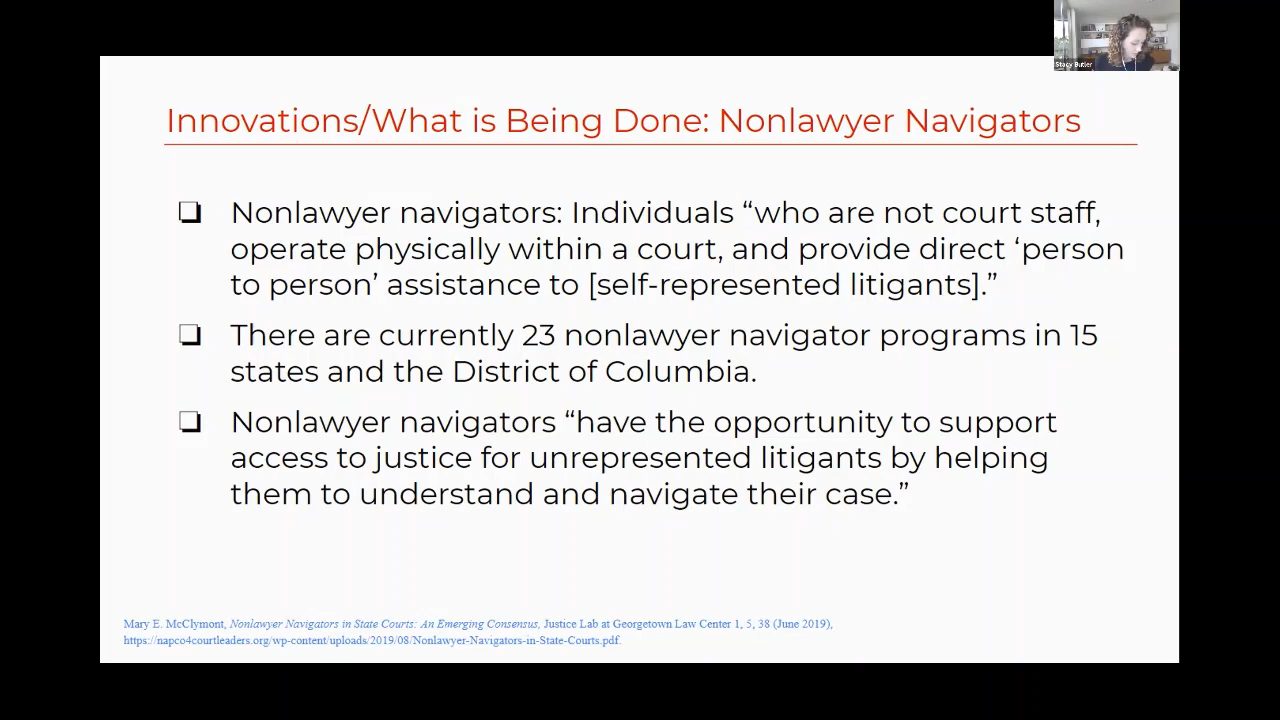 Stacy Butler
Innovations/What is Being Done: Nonlawyer Navigators
❏ Nonlawyer navigators: Individuals “who are not court staff,
operate physically within a court, and provide direct ‘person
to person’ assistance to [self-represented litigants].”
❏ There are currently 23 nonlawyer navigator programs in 15
states and the District of Columbia.
❏ Nonlawyer navigators “have the opportunity to support
access to justice for unrepresented litigants by helping
them to understand and navigate their case.”
Mary E. McClymont, Nonlawyer Navigators in State Courts: An Emerging Consensus, Justice Lab at Georgetown Law Center 1, 5, 38 (June 2019),
https://napco4courtleaders.org/wp-content/uploads/2019/08/Nonlawyer-Navigators-in-State-Courts.pdf.